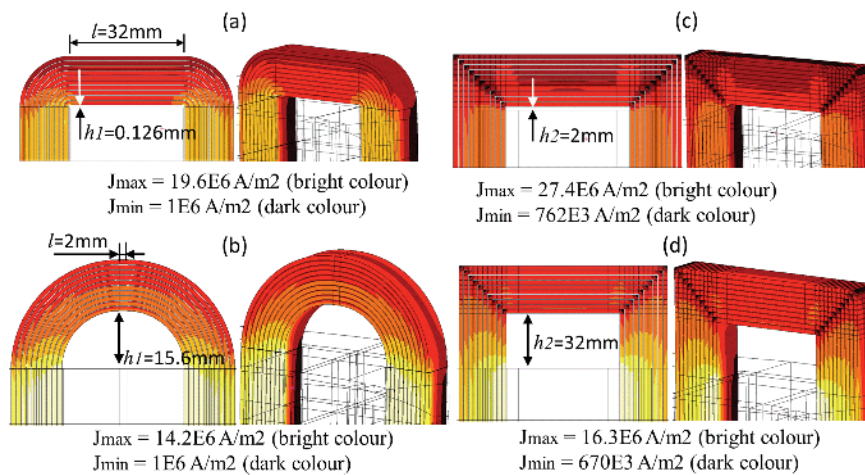 (a)
l=32mm
h1=0.126mm
Jmax = 19.6E6 A/m2 (bright colour)
Jmin = 1E6 A/m2 (dark colour)
(b)
l=2mm
h1=15.6mm
Jmax = 14.2E6 A/m2 (bright colour)
Jmin = 1E6 A/m2 (dark colour)
(c)
h2=2mm
Jmax = 27.4E6 A/m2 (bright colour)
Jmin = 762E3 A/m2 (dark colour)
(d)
h2=32mm
Jmax = 16.3E6 A/m2 (bright colour)
Jmin = 670E3 A/m2 (dark colour)